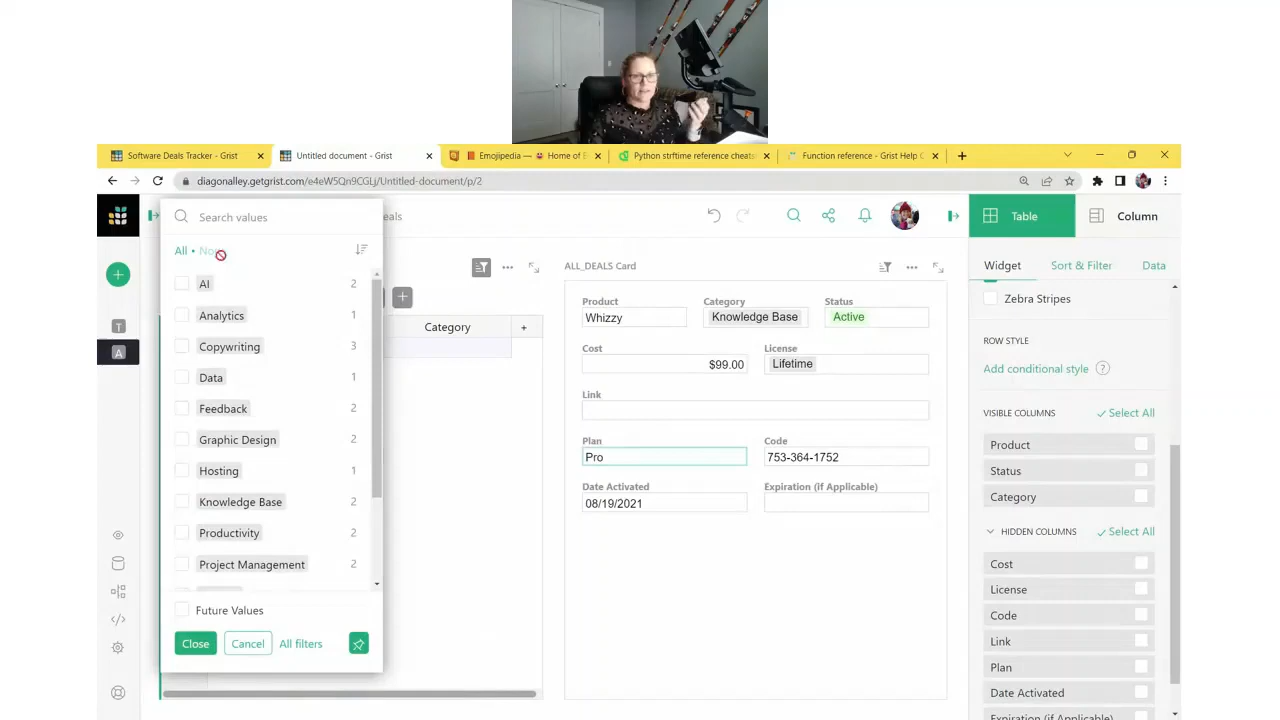 Software Deals Tracker - Grist
Untitled document - Grist
Emojipedia — 😃 Home of E
Python strftime reference cheats
Function reference - Grist Help C
diagonalley.getgrist.com/e4eW5Qn9CGLj/Untitled-document/p/2
Search values
eals
Table
Column
All • No
AI 2
Analytics 1
Copywriting 3
Data 1
Feedback 2
Graphic Design 2
Hosting 1
Knowledge Base 2
Productivity 2
Project Management 2
Future Values
Close Cancel All filters
T
A
Category +
ALL_DEALS Card
Product Category Status
Whizzy Knowledge Base Active
Cost License
$99.00 Lifetime
Link
Plan Code
Pro 753-364-1752
Date Activated Expiration (if Applicable)
08/19/2021
Widget Sort & Filter Data
Zebra Stripes
ROW STYLE
Add conditional style ?
VISIBLE COLUMNS Select All
Product
Status
Category
HIDDEN COLUMNS Select All
Cost
License
Code
Link
Plan
Date Activated
Expiration (if Applicable)